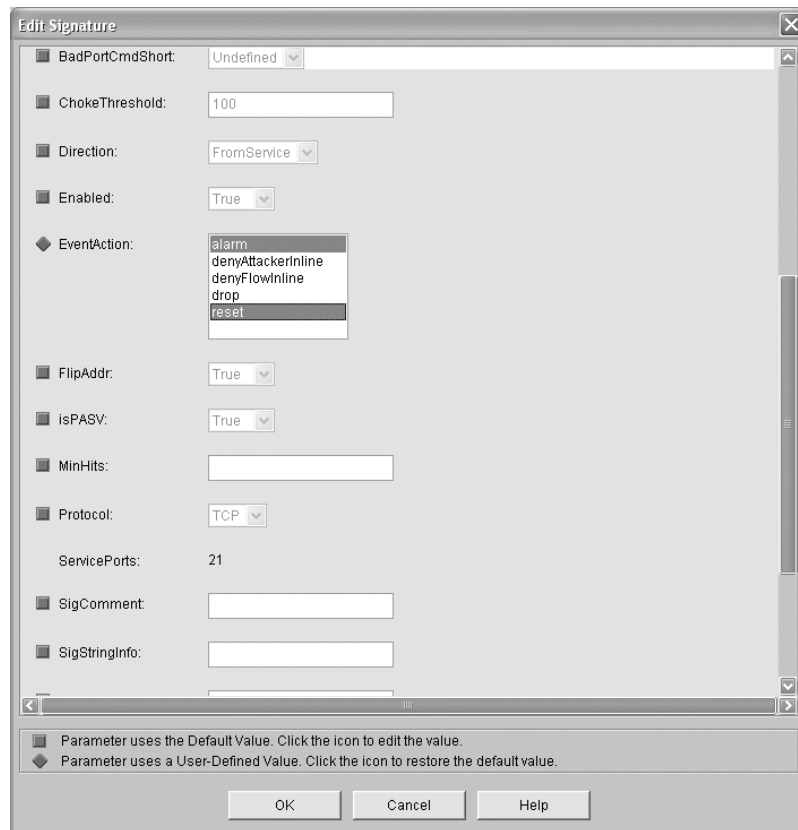 Edit Signature
BadPortCmdShort: Undefined
ChokeThreshold: 100
Direction: FromService
Enabled: True
EventAction: alarm
denyAttackerInline
denyFlowInline
drop
reset
FlipAddr: True
isPASV: True
MinHits:
Protocol: TCP
ServicePorts: 21
SigComment:
SigStringInfo:
Parameter uses the Default Value. Click the icon to edit the value.
Parameter uses a User-Defined Value. Click the icon to restore the default value.
OK Cancel Help